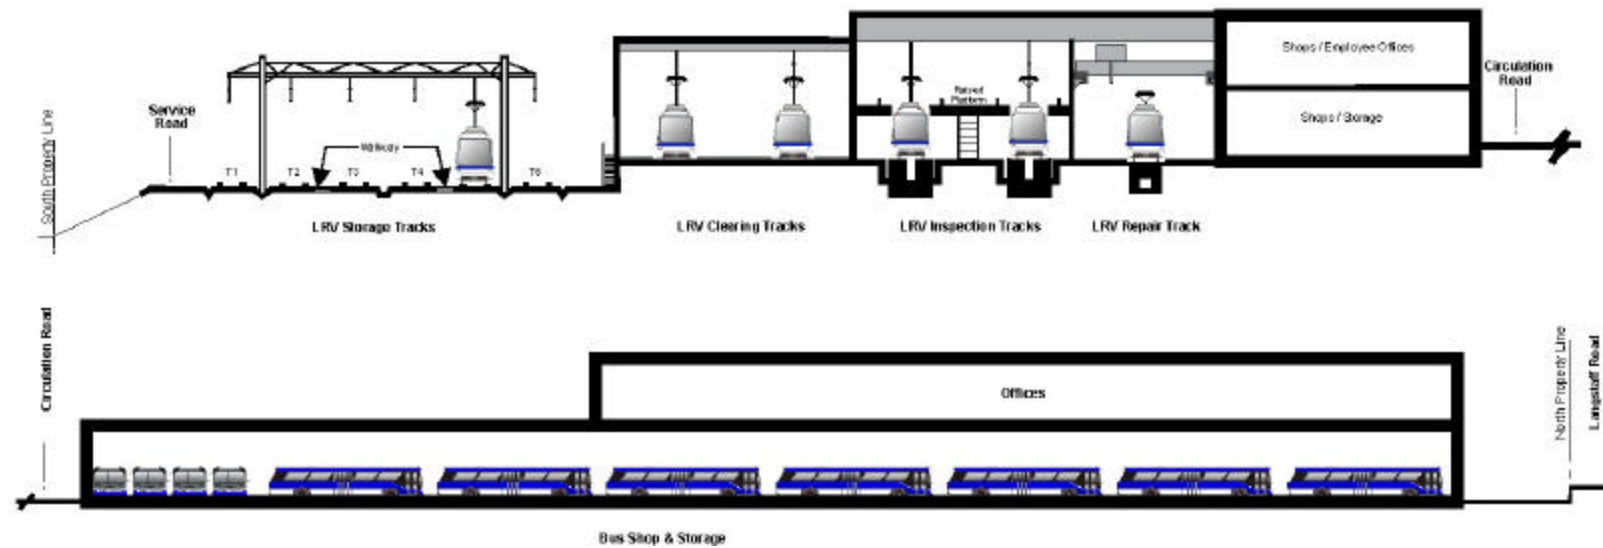 South Property Line
Service
Road
Walkway
T1
T2
T3
T4
T6
LRV Storage Tracks
LRV Cleaning Tracks
Platform
LRV Inspection Tracks
LRV Repair Track
Shops / Employee Offices
Shops / Storage
Circulation
Road
Circulation Road
Offices
North Property Line
Langstaff Road
Bus Shop & Storage